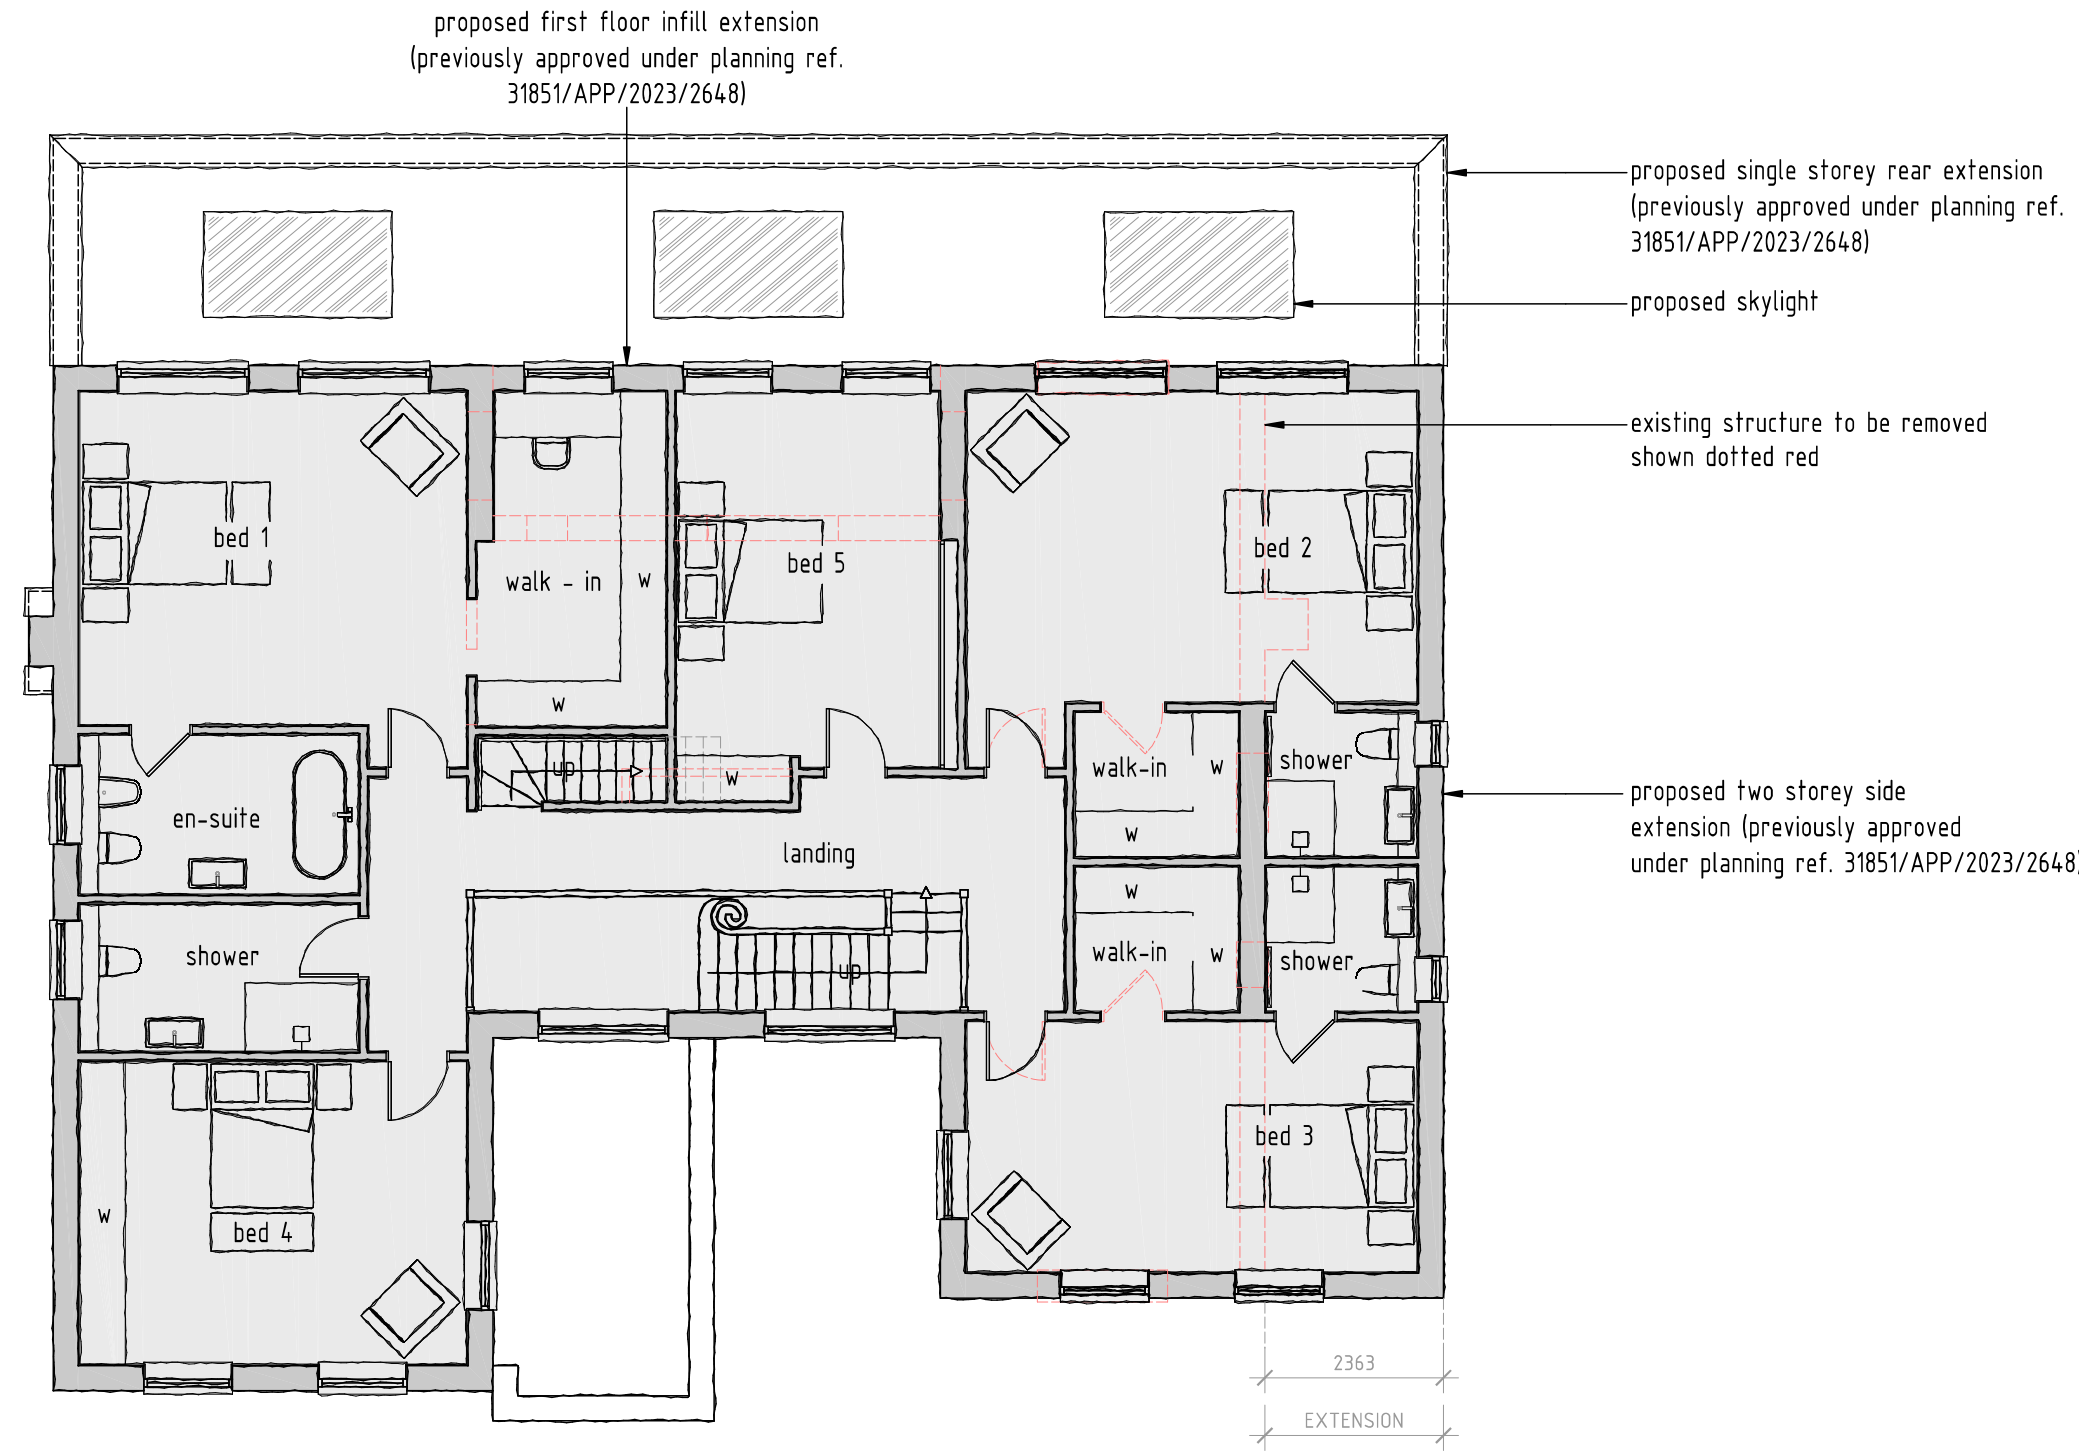 proposed first floor infill extension
(previously approved under planning ref.
31851/APP/2023/2648)
proposed single storey rear extension
(previously approved under planning ref.
31851/APP/2023/2648)
proposed skylight
existing structure to be removed
shown dotted red
bed 1
walk - in
w
w
bed 5
bed 2
up
w
walk-in
w
w
shower
en-suite
landing
proposed two storey side
extension (previously approved
under planning ref. 31851/APP/2023/2648)
shower
up
w
walk-in
w
shower
bed 3
w
bed 4
2363
EXTENSION